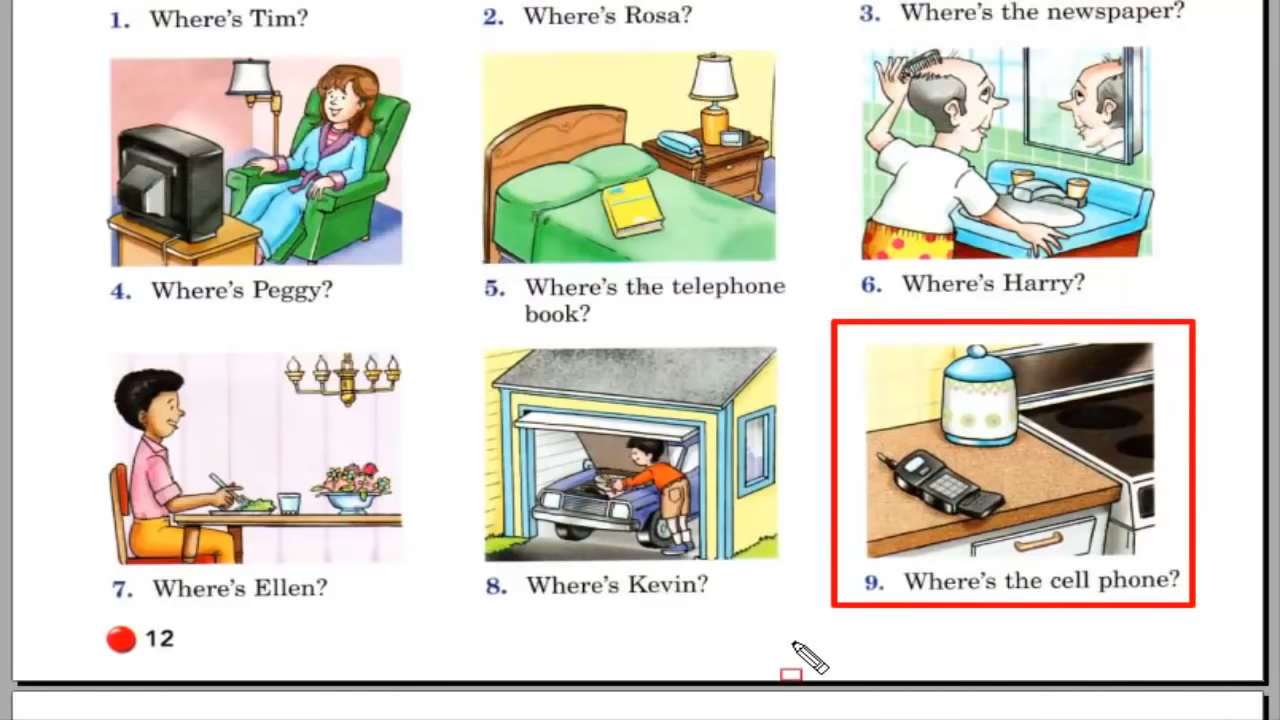 1. Where's Tim?
2. Where's Rosa?
3. Where's the newspaper?
4. Where's Peggy?
5. Where's the telephone
book?
6. Where's Harry?
7. Where's Ellen?
8. Where's Kevin?
9. Where's the cell phone?
12